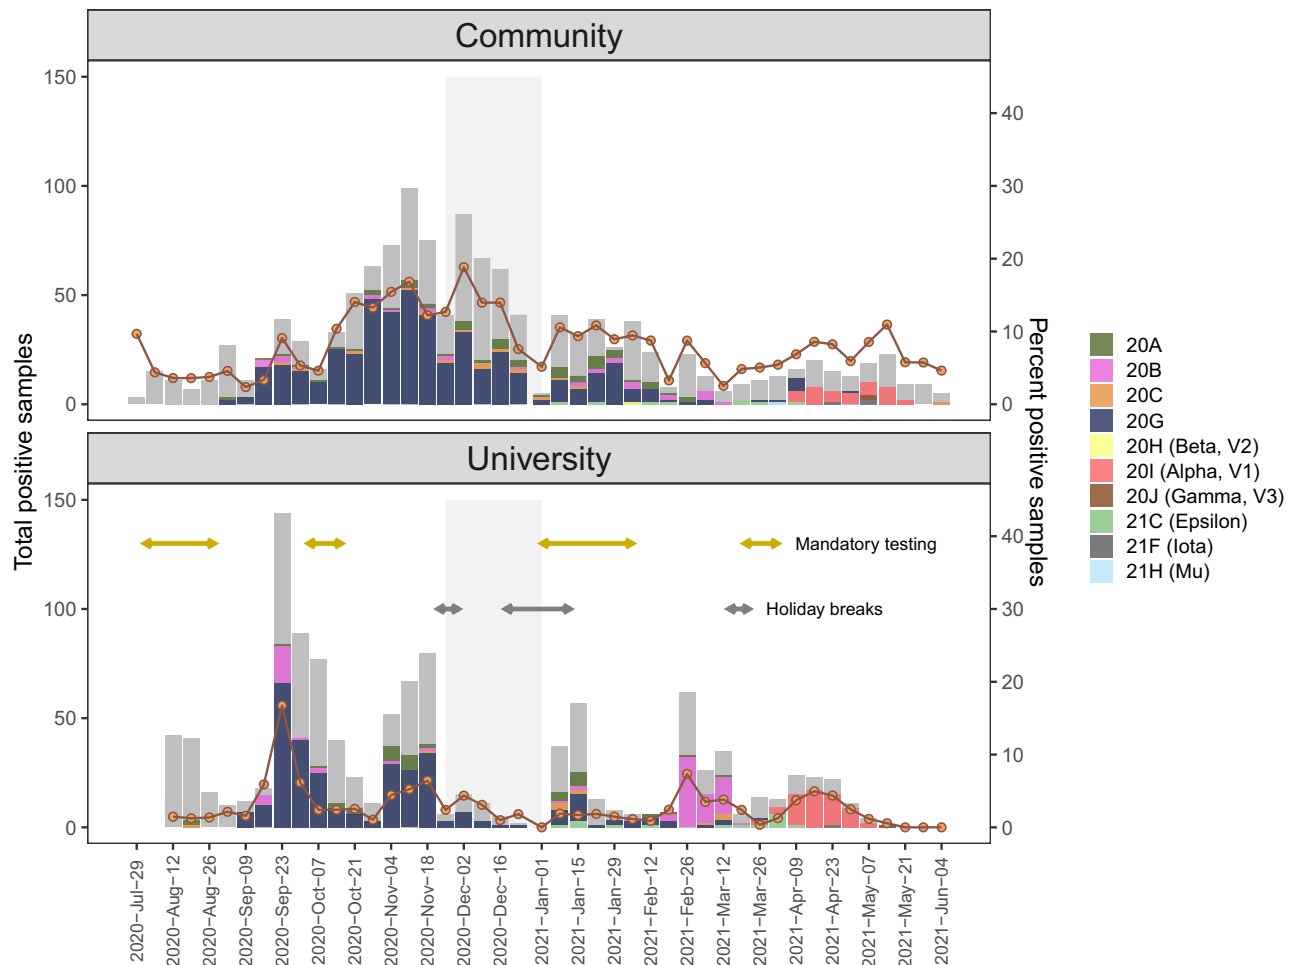 Community
150
100
50
0
40
30
20
10
0
Total positive samples
Percent positive samples
University
150
100
50
0
40
30
20
10
0
Mandatory testing
Holiday breaks
2020-Jul-29
2020-Aug-12
2020-Aug-26
2020-Sep-09
2020-Sep-23
2020-Oct-07
2020-Oct-21
2020-Nov-04
2020-Nov-18
2020-Dec-02
2020-Dec-16
2021-Jan-01
2021-Jan-15
2021-Jan-29
2021-Feb-12
2021-Feb-26
2021-Mar-12
2021-Mar-26
2021-Apr-09
2021-Apr-23
2021-May-07
2021-May-21
2021-Jun-04
20A
20B
20C
20G
20H (Beta, V2)
20I (Alpha, V1)
20J (Gamma, V3)
21C (Epsilon)
21F (Iota)
21H (Mu)